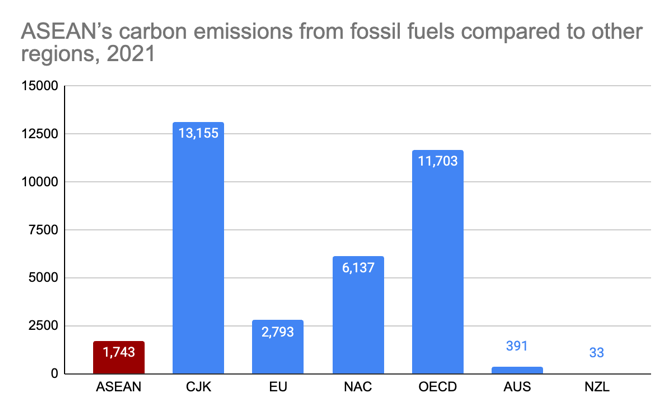 ASEAN's carbon emissions from fossil fuels compared to other
regions, 2021
15000
12500
10000
7500
5000
2500
0
1,743
13,155
2,793
6,137
11,703
391
33
ASEAN
CJK
EU
NAC
OECD
AUS
NZL